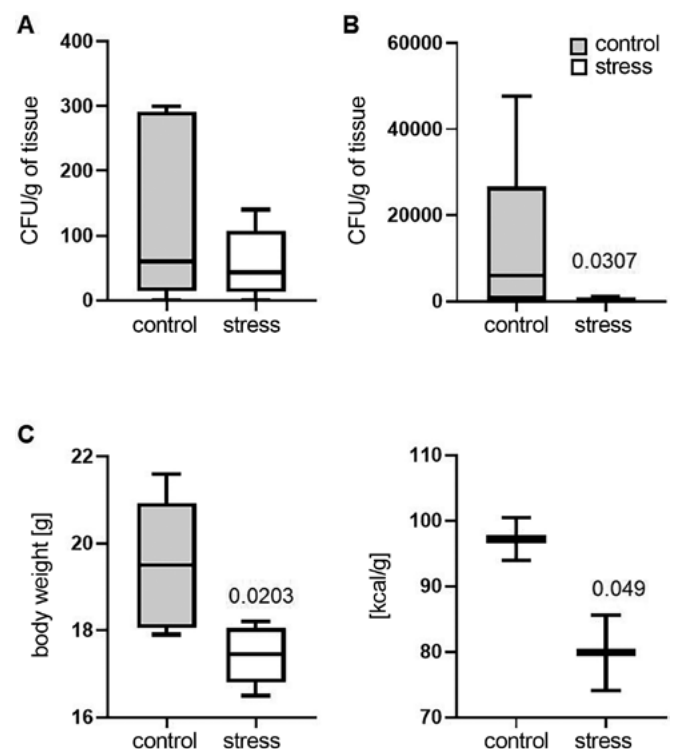 A
CFU/g of tissue
400
300
200
100
0
control
stress
B
CFU/g of tissue
60000
40000
20000
0
control
stress
0.0307
control
stress
C
body weight [g]
22
20
18
16
0.0203
control
stress
[kcal/g]
110
100
90
80
70
0.049
control
stress